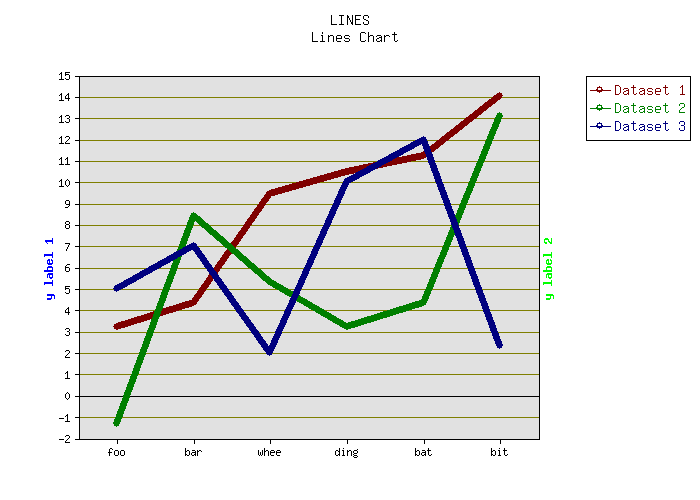 LINES
Lines Chart
15
14
13
12
11
10
9
8
7
6
5
4
3
2
1
0
-1
-2
y label 1
foo bar whee ding bat bit
y label 2
Dataset 1
Dataset 2
Dataset 3